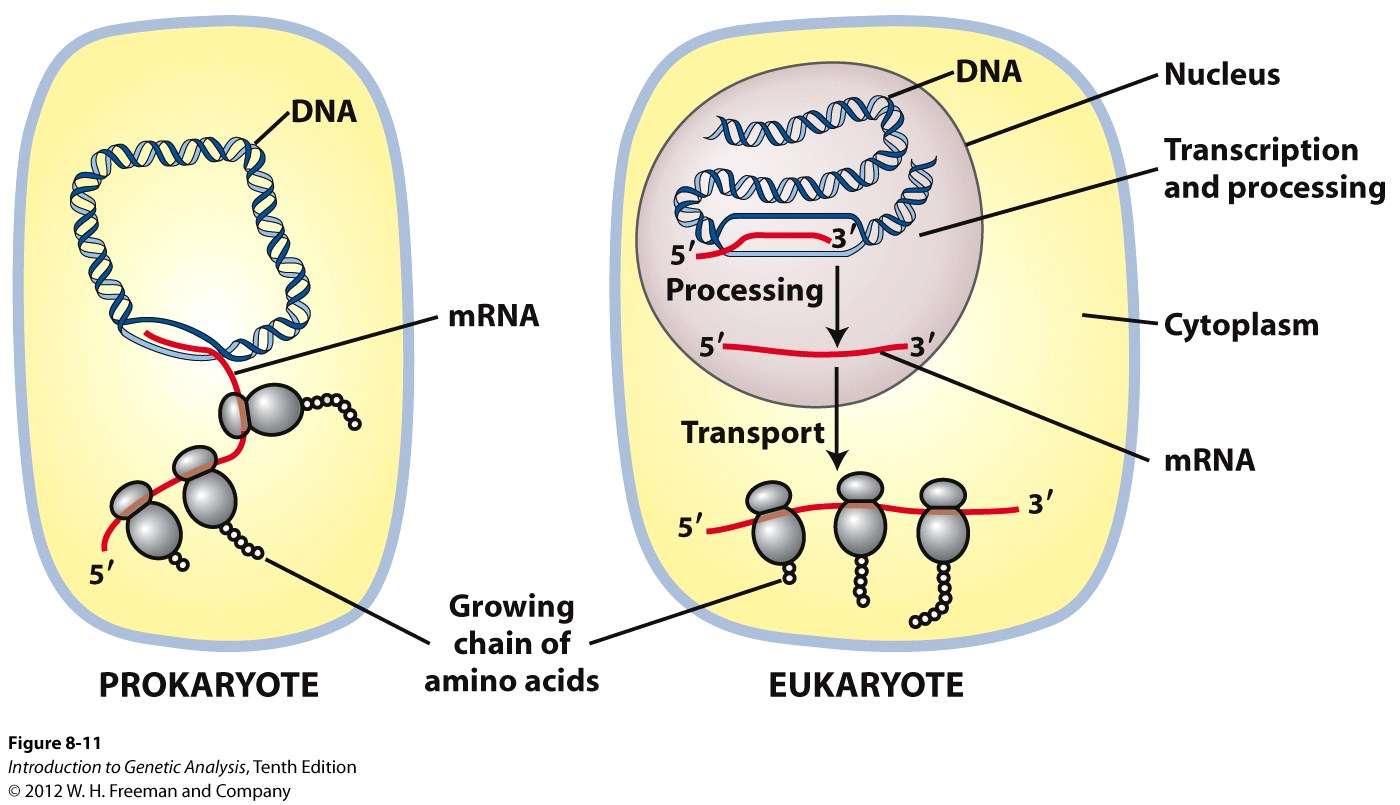 DNA
mRNA
5′
PROKARYOTE
Growing
chain of
amino acids
DNA
Nucleus
Transcription
and processing
5′
3′
Processing
5′
3′
Cytoplasm
Transport
mRNA
5′
3′
EUKARYOTE
Figure 8-11
Introduction to Genetic Analysis, Tenth Edition
© 2012 W. H. Freeman and Company